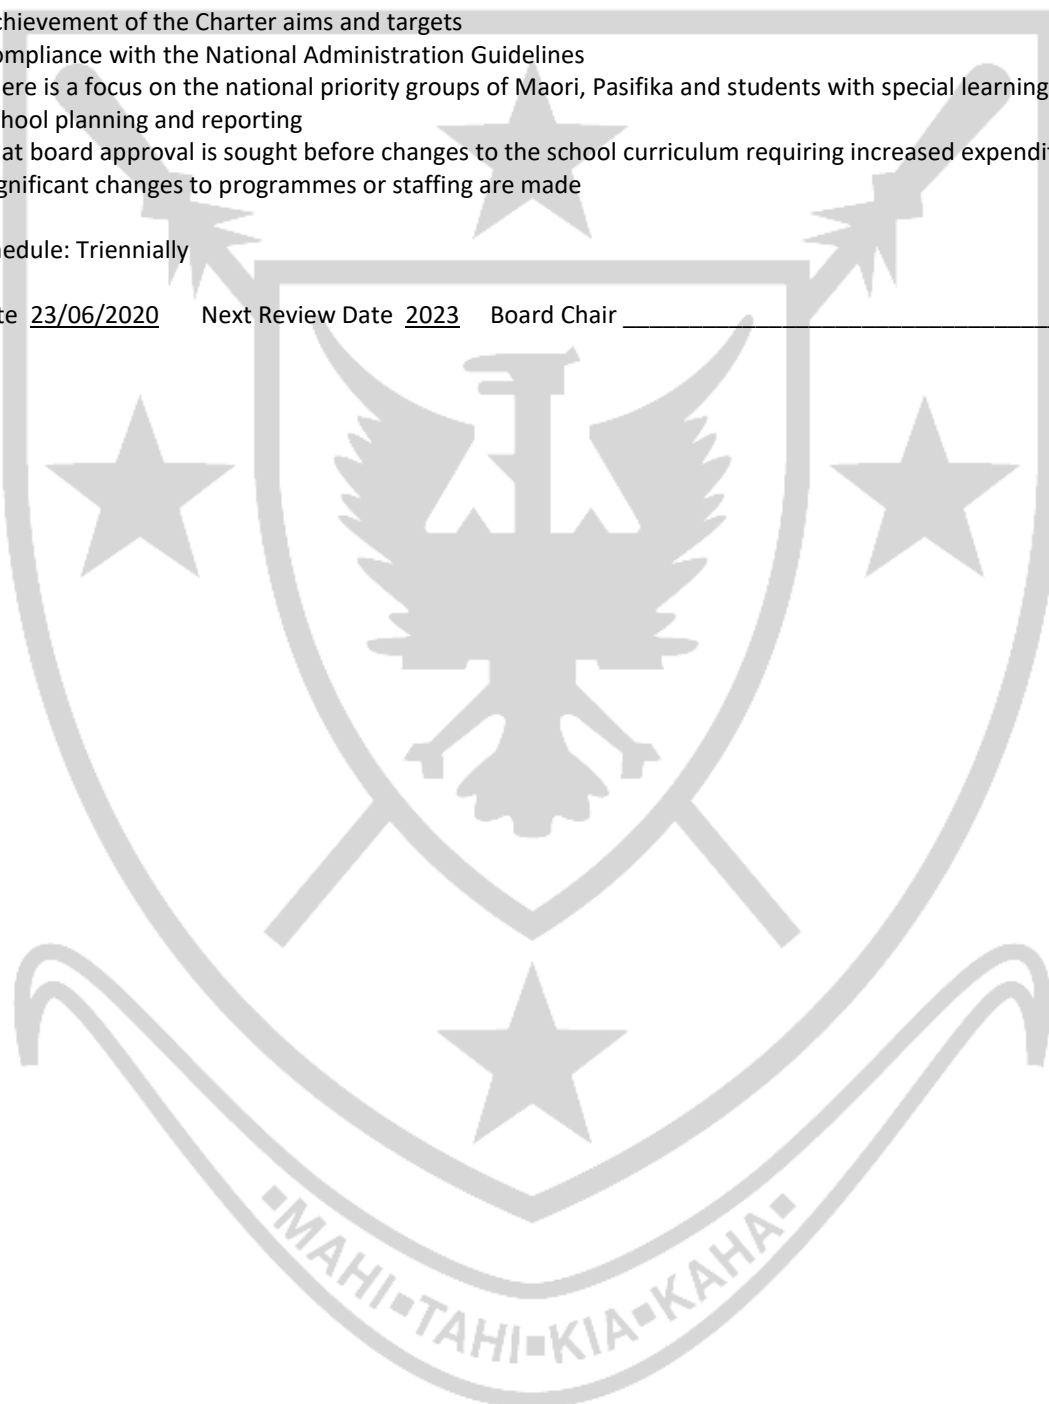 chievement of the Charter aims and targets
ompliance with the National Administration Guidelines
ere is a focus on the national priority groups of Maori, Pasifika and students with special learning
hool planning and reporting
at board approval is sought before changes to the school curriculum requiring increased expendit
gnificant changes to programmes or staffing are made
edule: Triennially
te 23/06/2020 Next Review Date 2023 Board Chair ________________________________
▪MAHI▪TAHI▪KIA▪KAHA▪